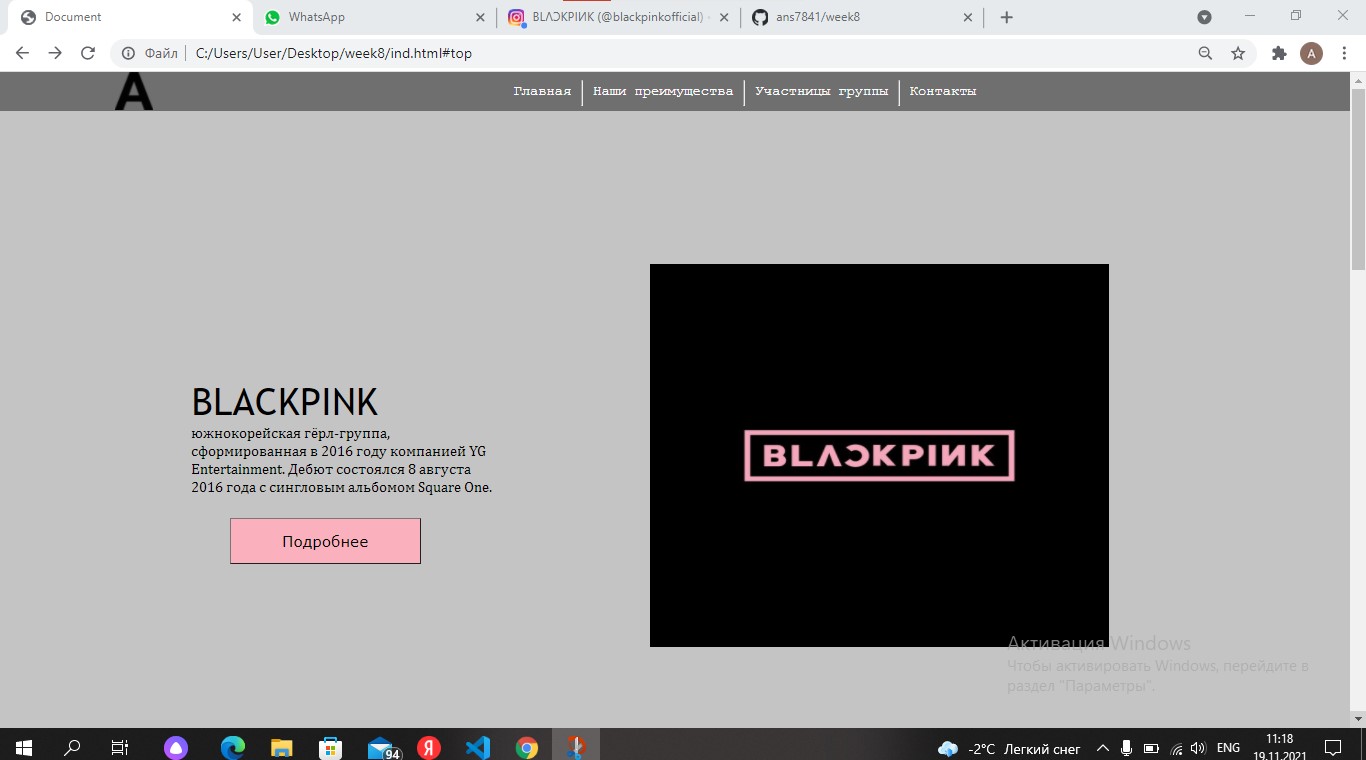 Document
WhatsApp
BLΛƆKPIИK (@blackpinkofficial)
ans7841/week8
Файл
C:/Users/User/Desktop/week8/ind.html#top
A
A
Главная
Наши преимущества
Участницы группы
Контакты
BLACKPINK
южнокорейская гёрл-группа,
сформированная в 2016 году компанией YG
Entertainment. Дебют состоялся 8 августа
2016 года с сингловым альбомом Square One.
Подробнее
BLΛƆKPIИK
Активация Windows
Чтобы активировать Windows, перейдите в
раздел "Параметры".
94
Я
-2°C Легкий снег
ENG
11:18
19.11.2021